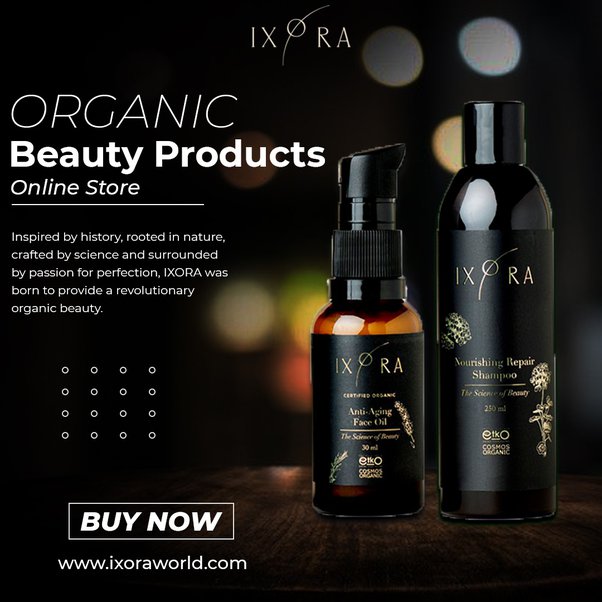 IXORA
ORGANIC
Beauty Products
Online Store
Inspired by history, rooted in nature,
crafted by science and surrounded
by passion for perfection, IXORA was
born to provide a revolutionary
organic beauty.
BUY NOW
www.ixoraworld.com
IXORA
CERTIFIED ORGANIC
Anti-Aging
Face Oil
The Science of Beauty
30 ml
etko
COSMOS
ORGANIC
IXORA
Nourishing Repair
Shampoo
The Science of Beauty
250 ml
etko
COSMOS
ORGANIC